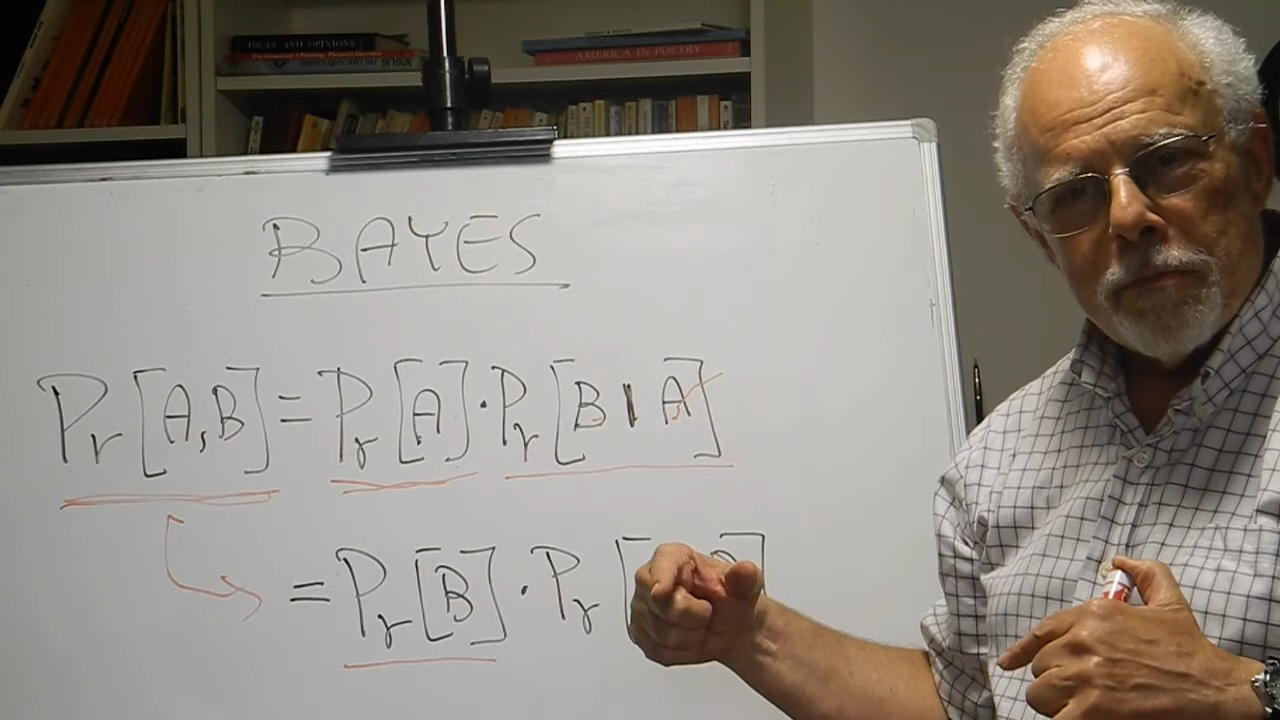 IDEAS AND OPINIONS
AMERICA IN POETRY
BAYES
Pr[A,B] = Pr[A]·Pr[B|A]
= Pr[B]·Pr[